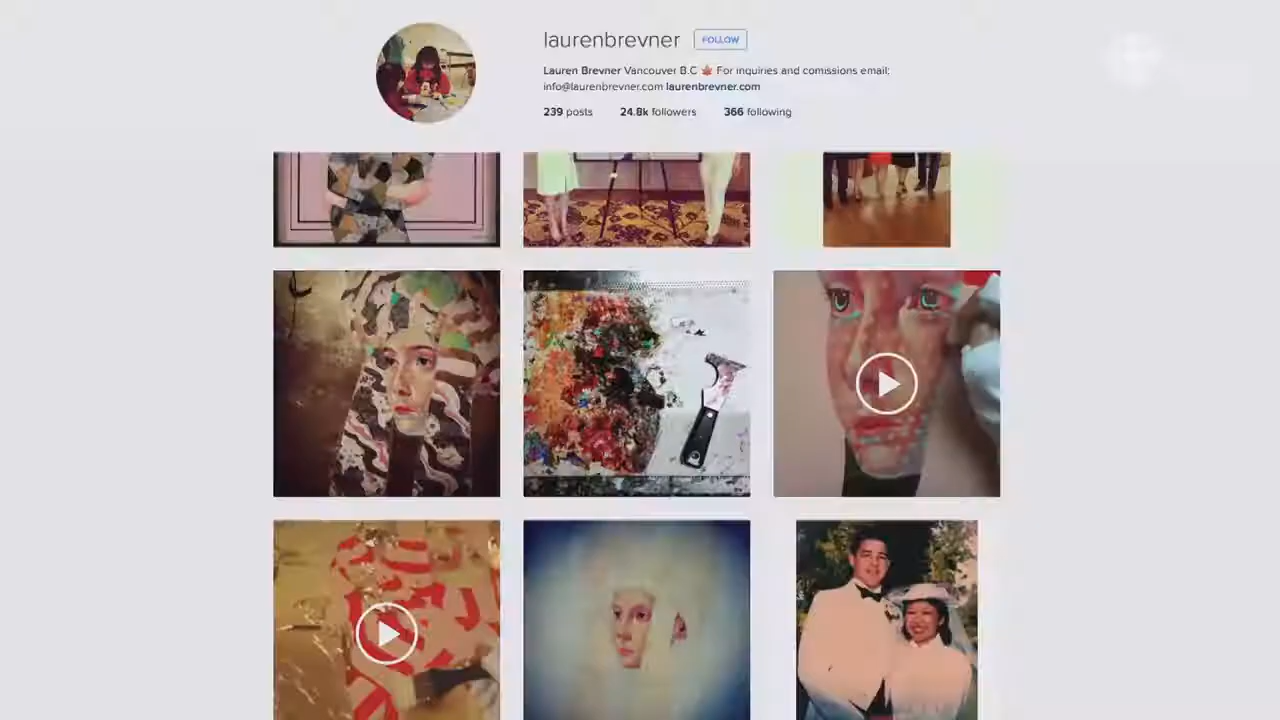 laurenbrevner FOLLOW
Lauren Brevner Vancouver B.C 🍁 For inquiries and comissions email:
info@laurenbrevner.com laurenbrevner.com
239 posts 24.8k followers 366 following